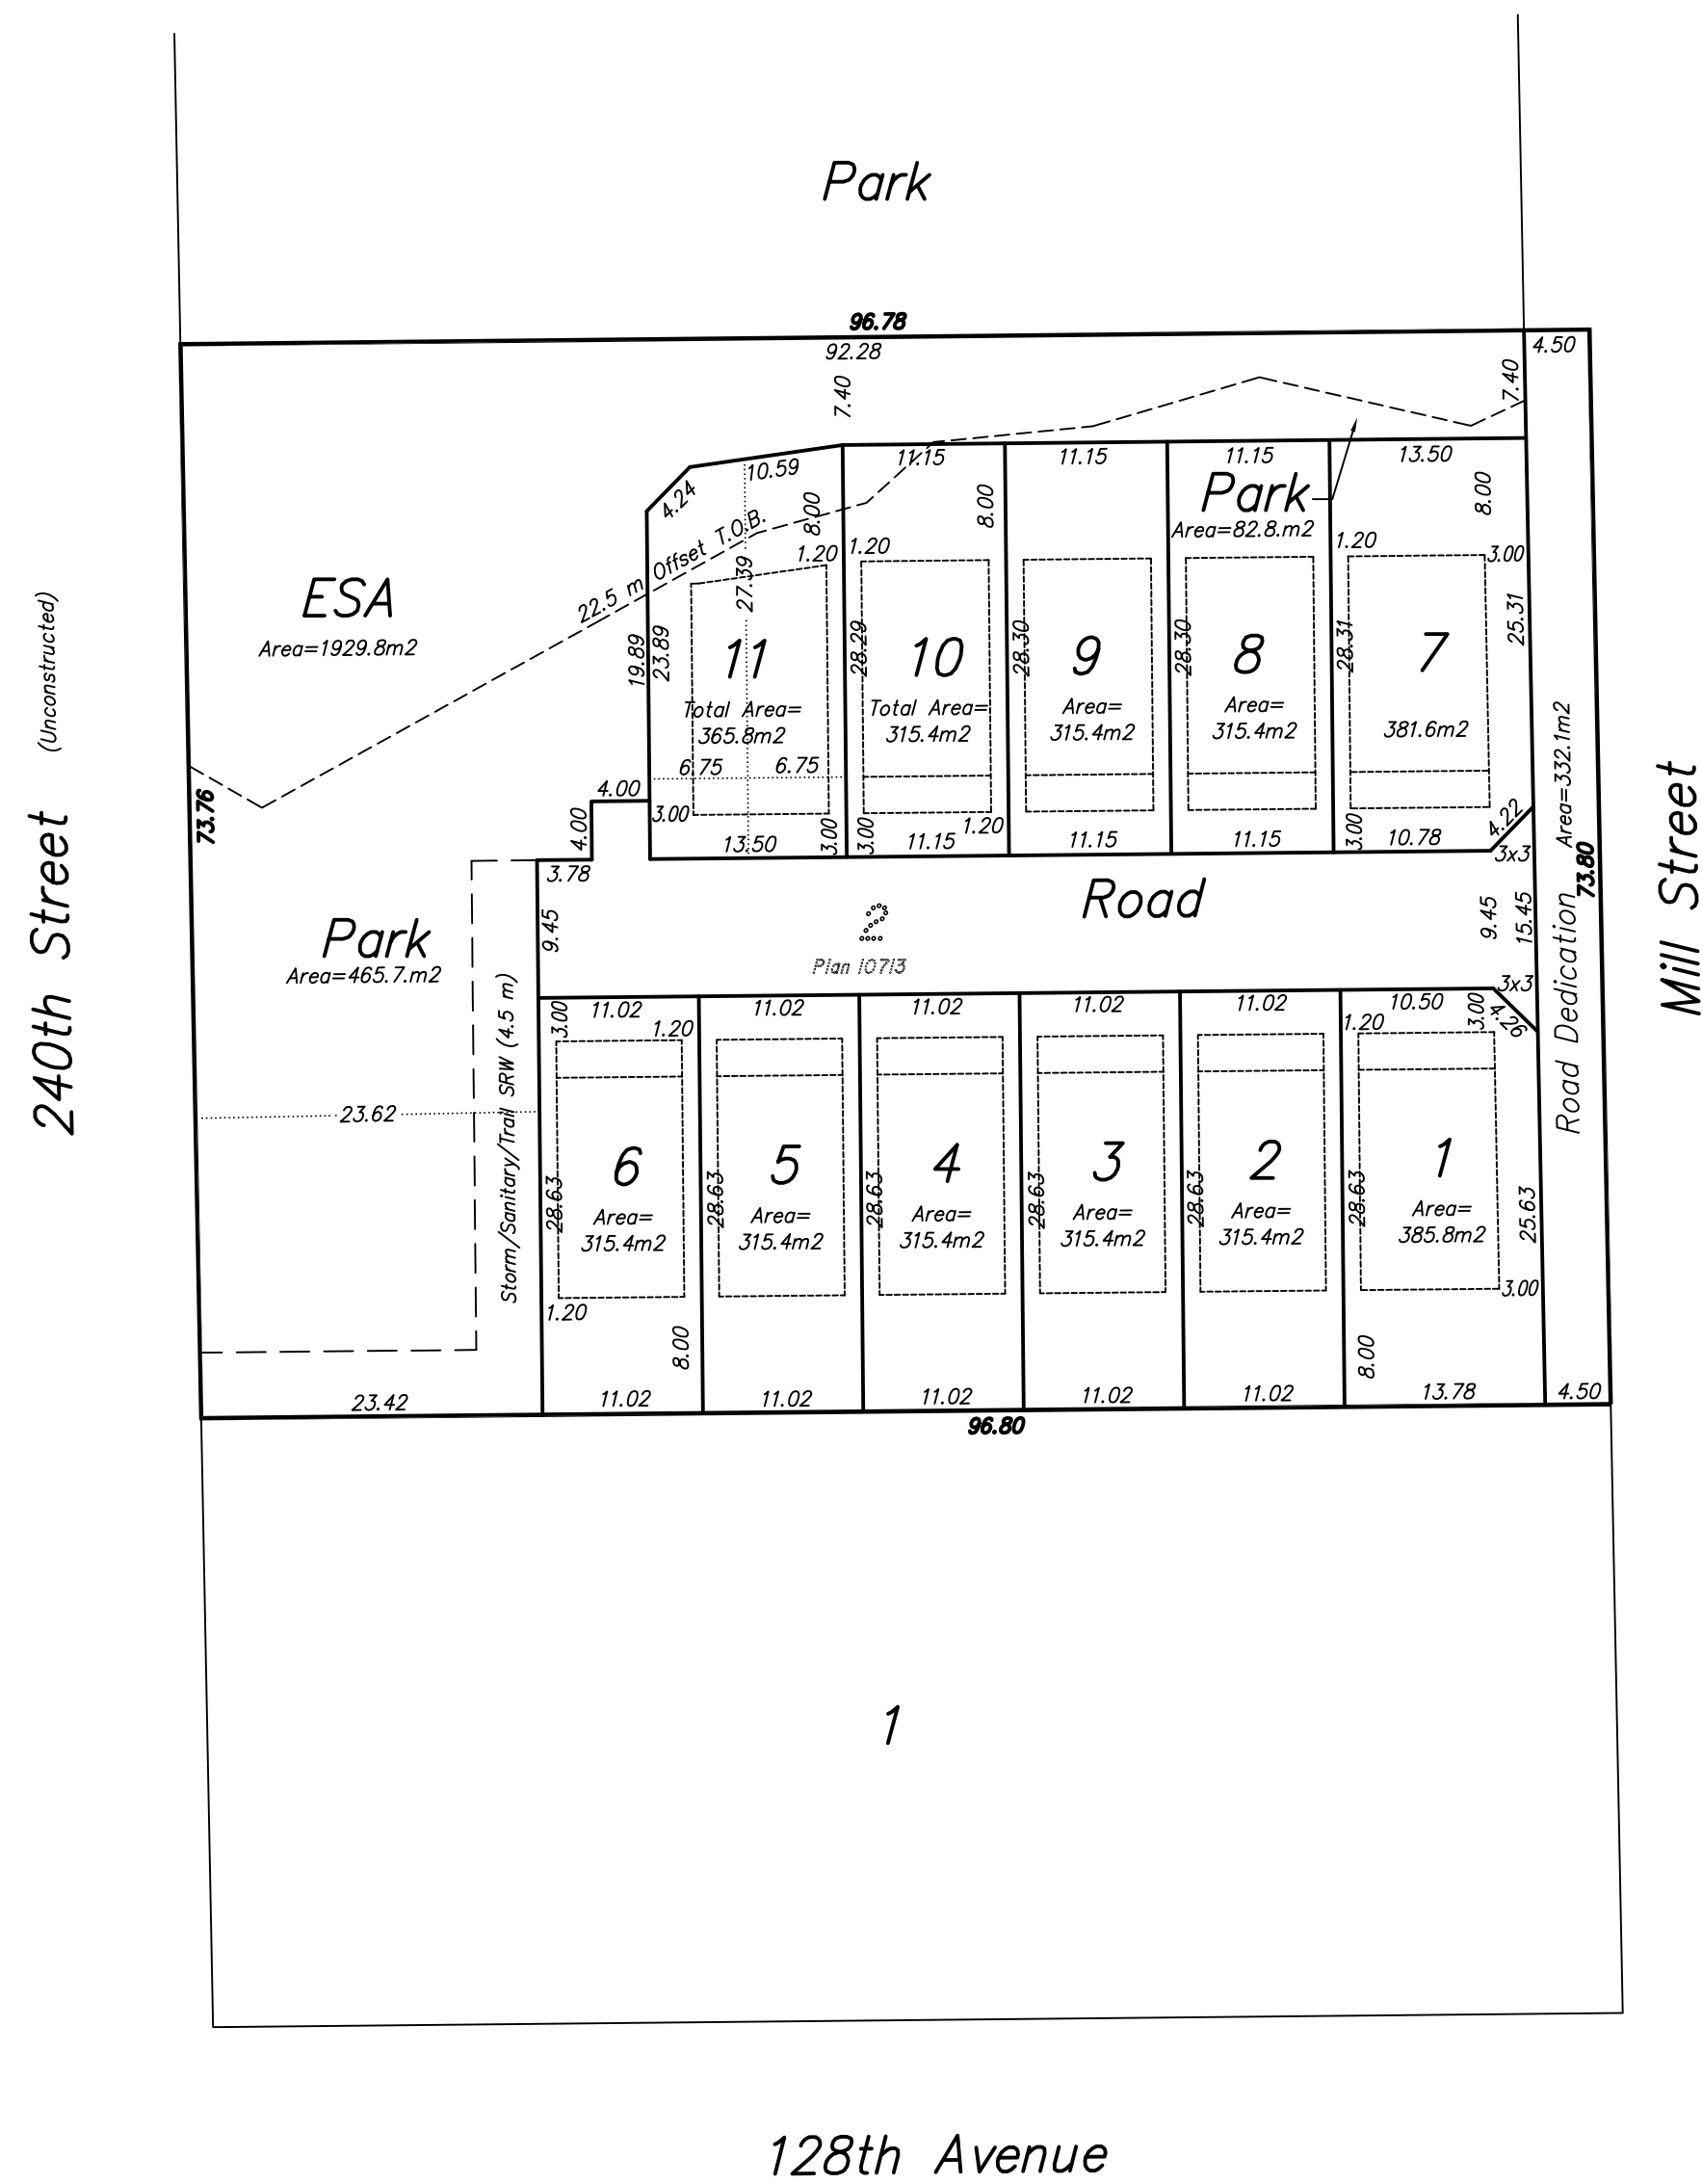 Park
96.78
92.28
4.50
7.40
7.40
10.59
11.15
11.15
11.15
13.50
4.24
8.00
8.00
Park
8.00
Area=82.8.m2
22.5 m Offset T.O.B.
1.20
1.20
1.20
3.00
27.39
ESA
Area=1929.8m2
(Unconstructed)
240th Street
19.89
23.89
28.29
28.30
28.30
28.31
25.31
11
10
9
8
7
Total Area=
365.8m2
Total Area=
315.4m2
Area=
315.4m2
Area=
315.4m2
381.6m2
6.75
6.75
73.76
4.00
4.00
3.00
13.50
3.00
3.00
11.15
1.20
11.15
11.15
3.00
10.78
4.22
3x3
Area=332.1m2
73.80
Mill Street
3.78
9.45
Road
2
Plan 10713
9.45
15.45
Road Dedication
Park
Area=465.7.m2
Storm/Sanitary/Trail SRW (4.5 m)
3x3
3.00
11.02
1.20
11.02
11.02
11.02
11.02
1.20
10.50
3.00
4.26
23.62
28.63
28.63
28.63
28.63
28.63
28.63
25.63
6
5
4
3
2
1
Area=
315.4m2
Area=
315.4m2
Area=
315.4m2
Area=
315.4m2
Area=
315.4m2
Area=
385.8m2
1.20
8.00
8.00
3.00
23.42
11.02
11.02
11.02
11.02
11.02
13.78
4.50
96.80
1
128th Avenue